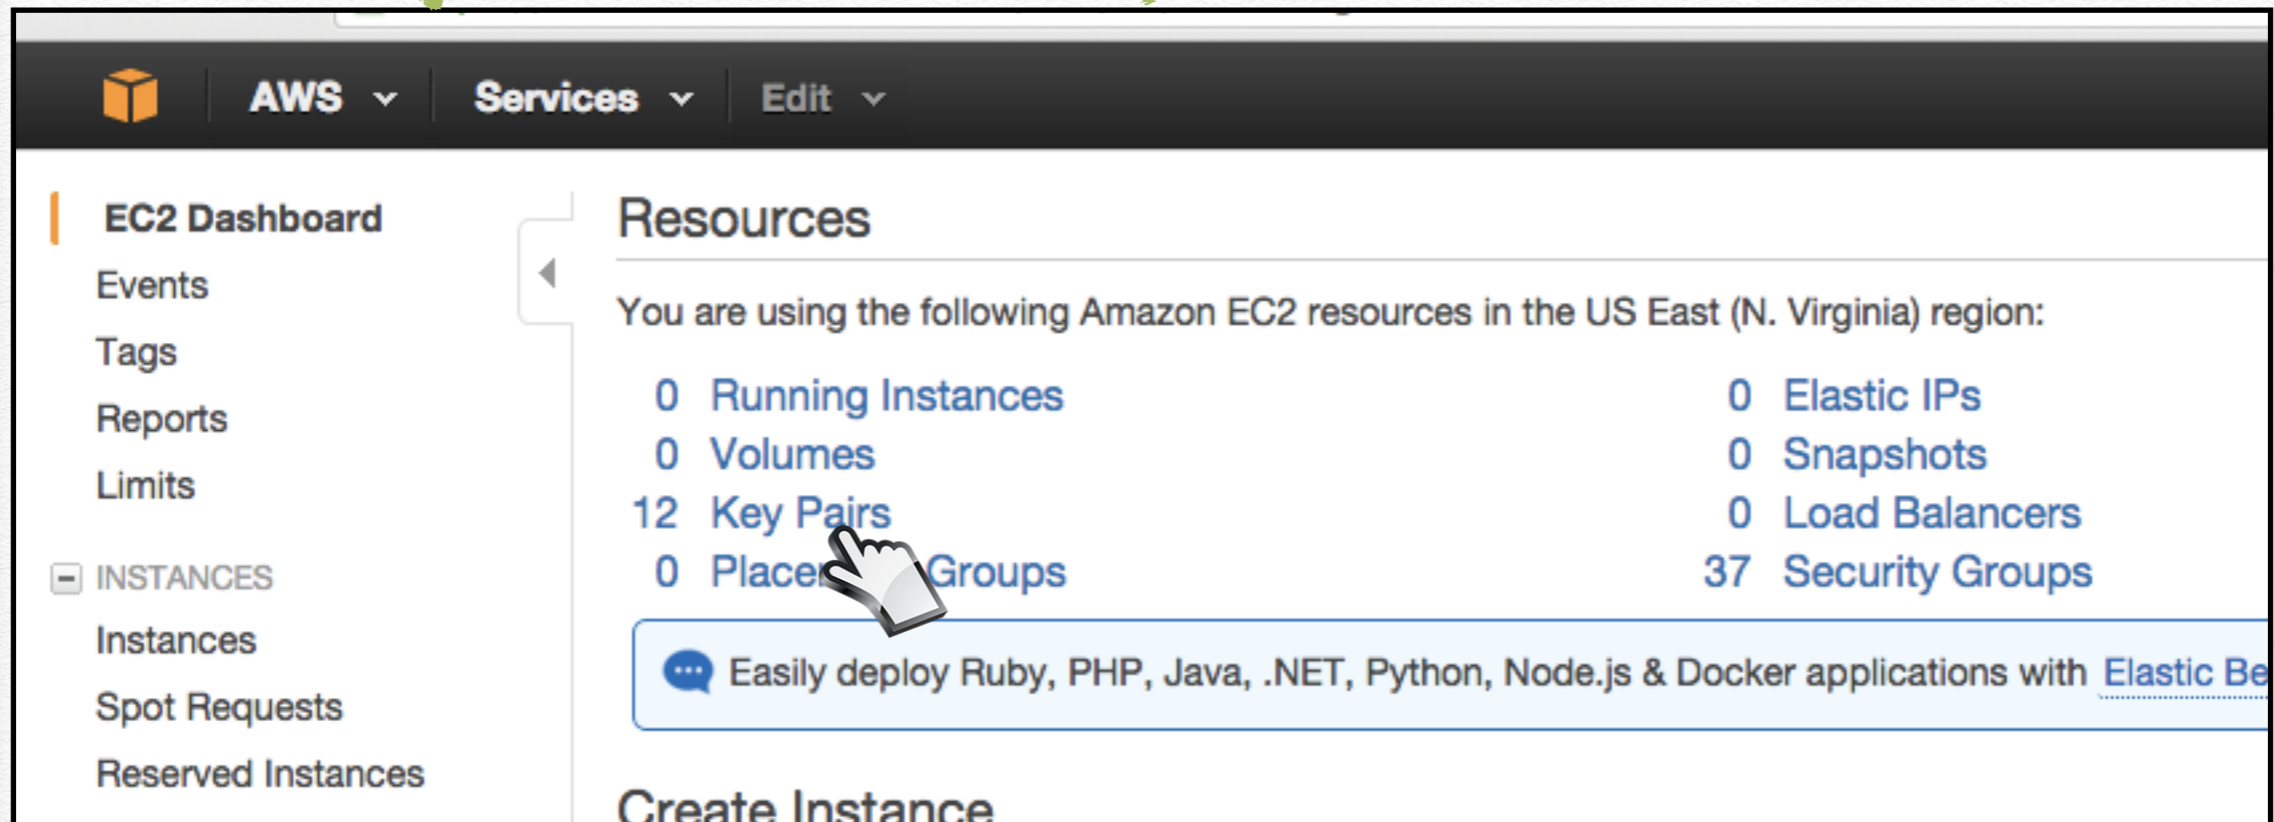 AWS Services Edit
EC2 Dashboard
Events
Tags
Reports
Limits
INSTANCES
Instances
Spot Requests
Reserved Instances
Resources
You are using the following Amazon EC2 resources in the US East (N. Virginia) region:
0 Running Instances
0 Elastic IPs
0 Volumes
0 Snapshots
12 Key Pairs
0 Load Balancers
0 Groups
37 Security Groups
Easily deploy Ruby, PHP, Java, .NET, Python, Node.js & Docker applications with Elastic Be
Create Instance